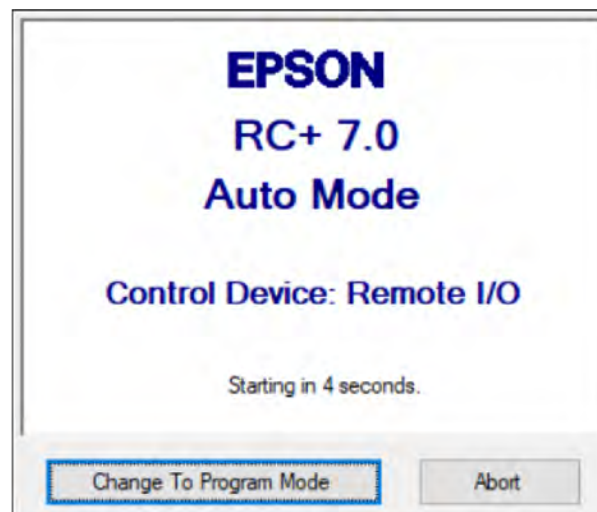 EPSON
RC+ 7.0
Auto Mode
Control Device: Remote I/O
Starting in 4 seconds.
Change To Program Mode
Abort